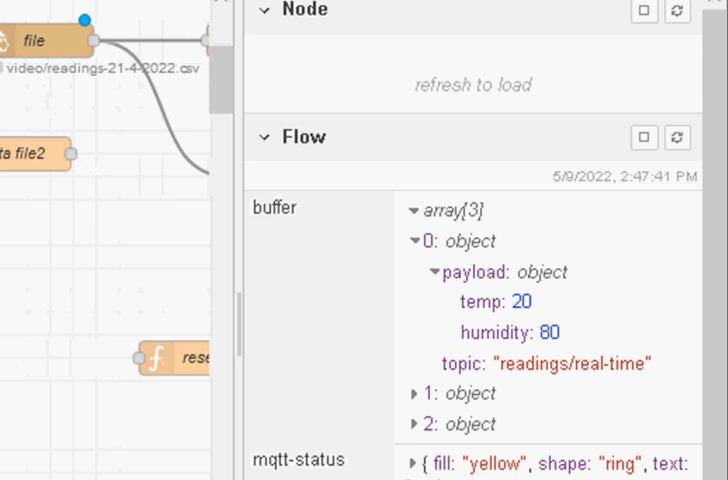 file
video/readings-21-4-2022.csv
ta file2
rese
Node
refresh to load
Flow
5/9/2022, 2:47:41 PM
buffer
array[3]
0: object
payload: object
temp: 20
humidity: 80
topic: "readings/real-time"
1: object
2: object
mqtt-status
{ fill: "yellow", shape: "ring", text: